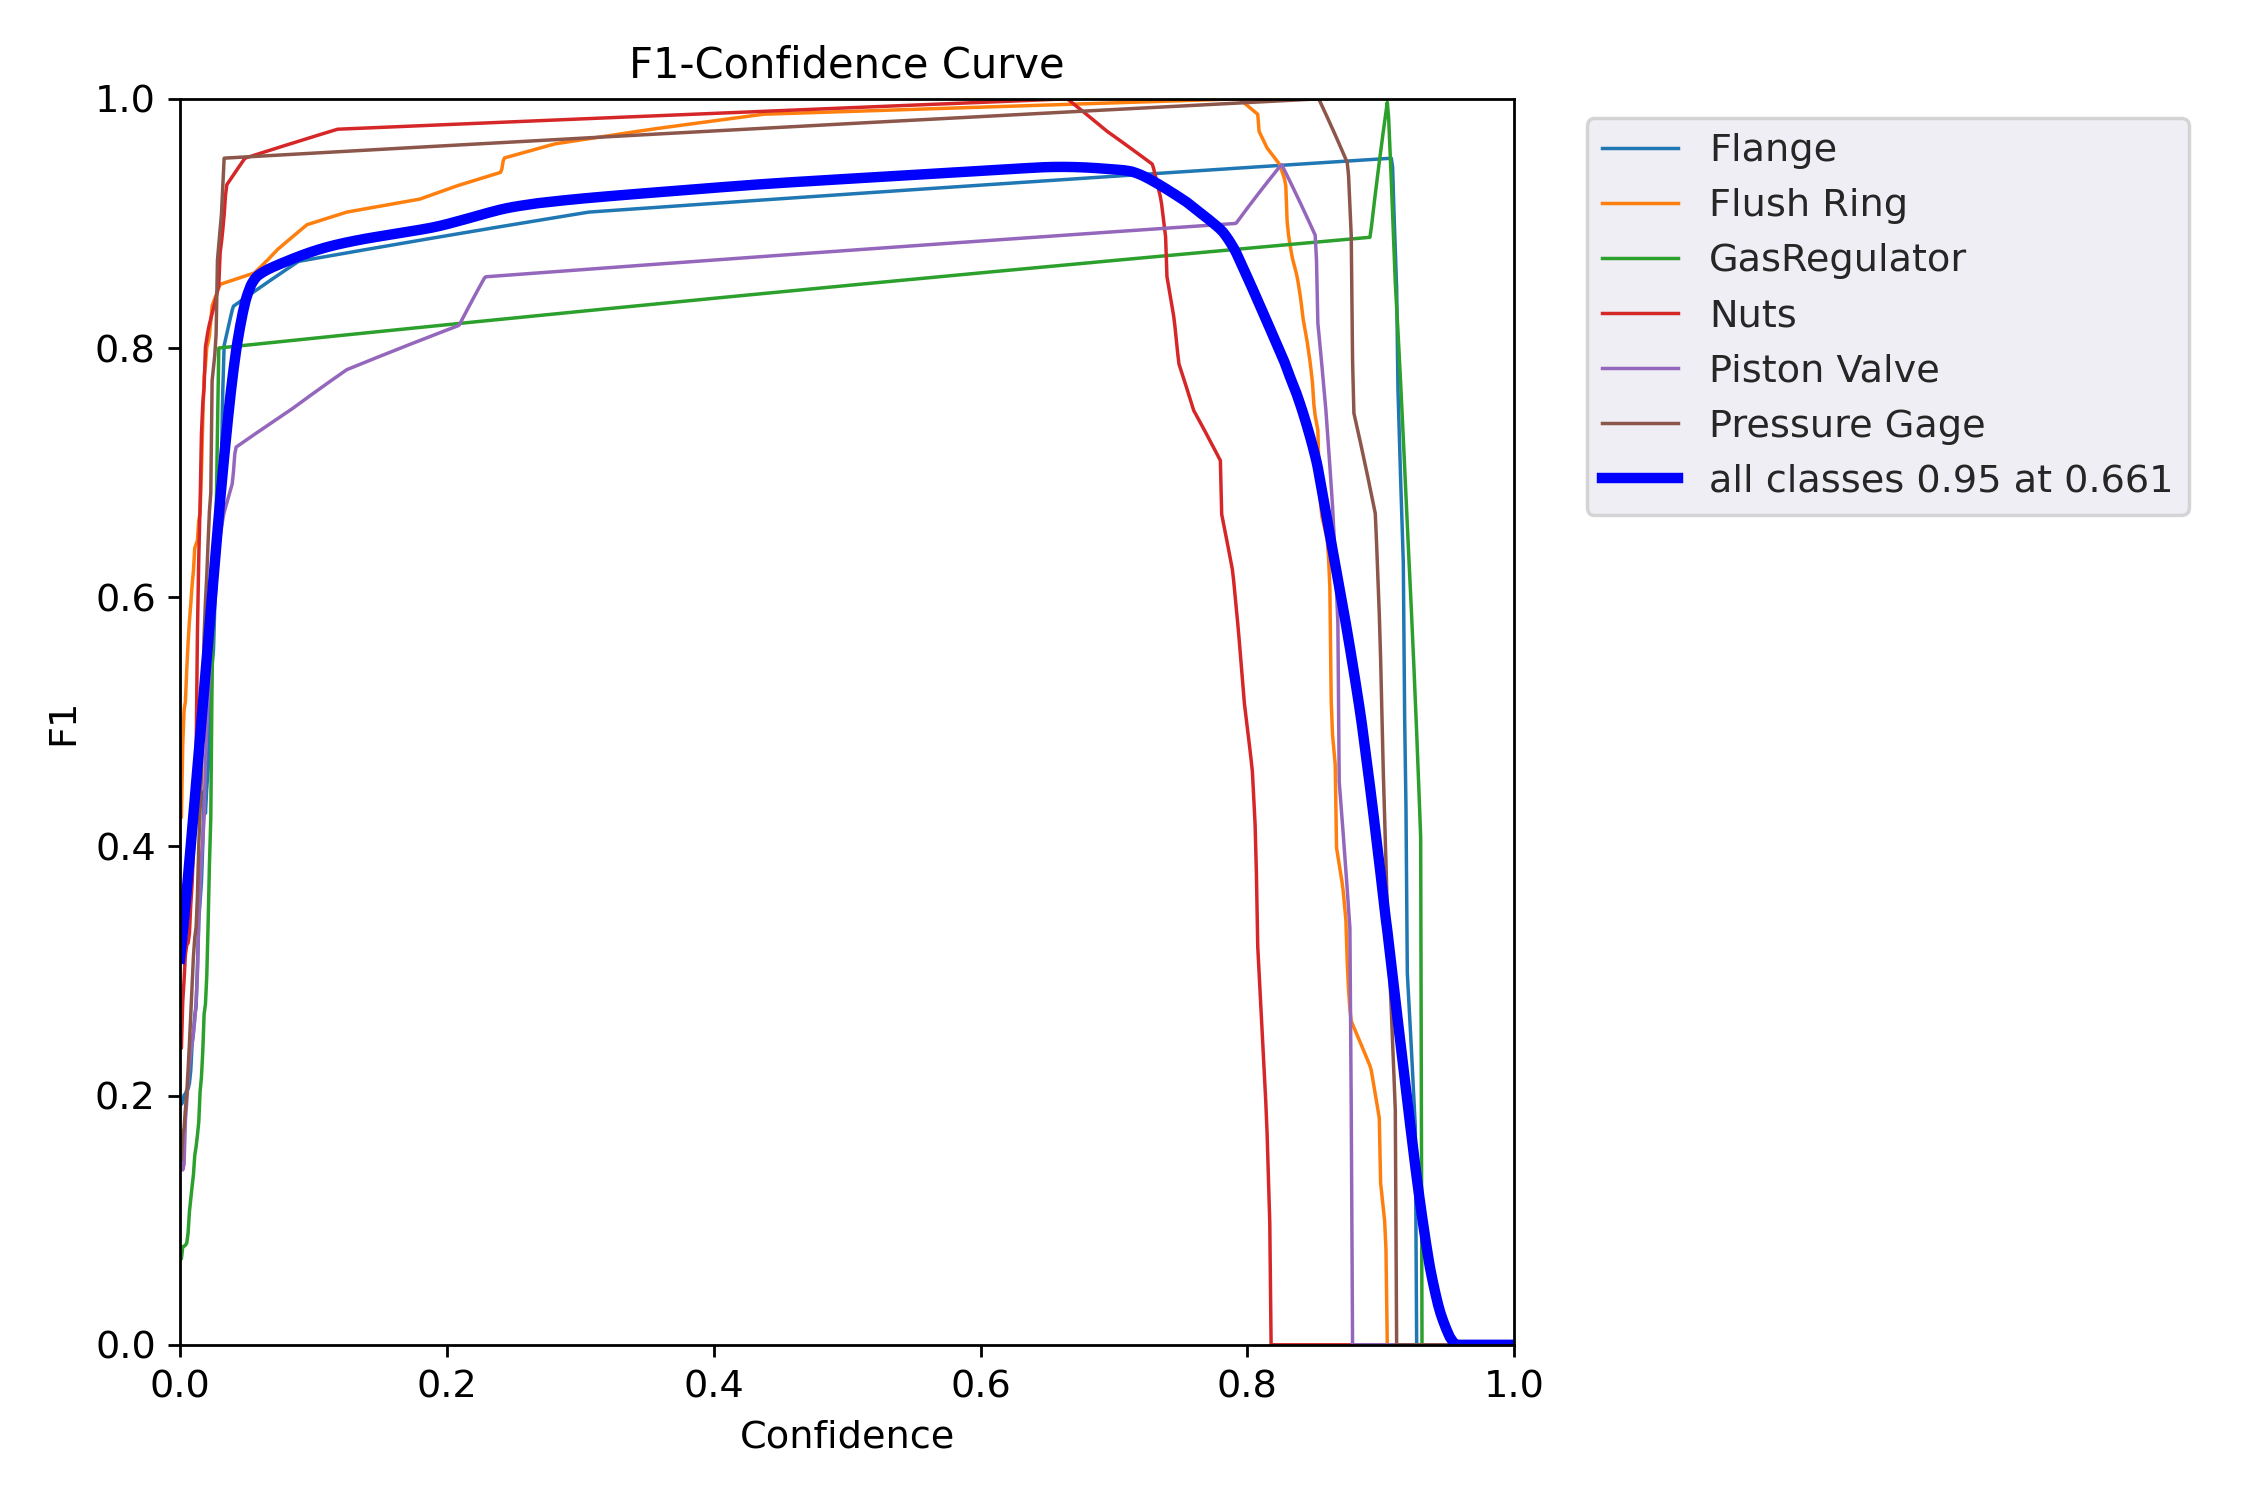 F1-Confidence Curve
1.0
0.8
0.6
0.4
0.2
0.0
F1
0.0 0.2 0.4 0.6 0.8 1.0
Confidence
Flange
Flush Ring
GasRegulator
Nuts
Piston Valve
Pressure Gage
all classes 0.95 at 0.661